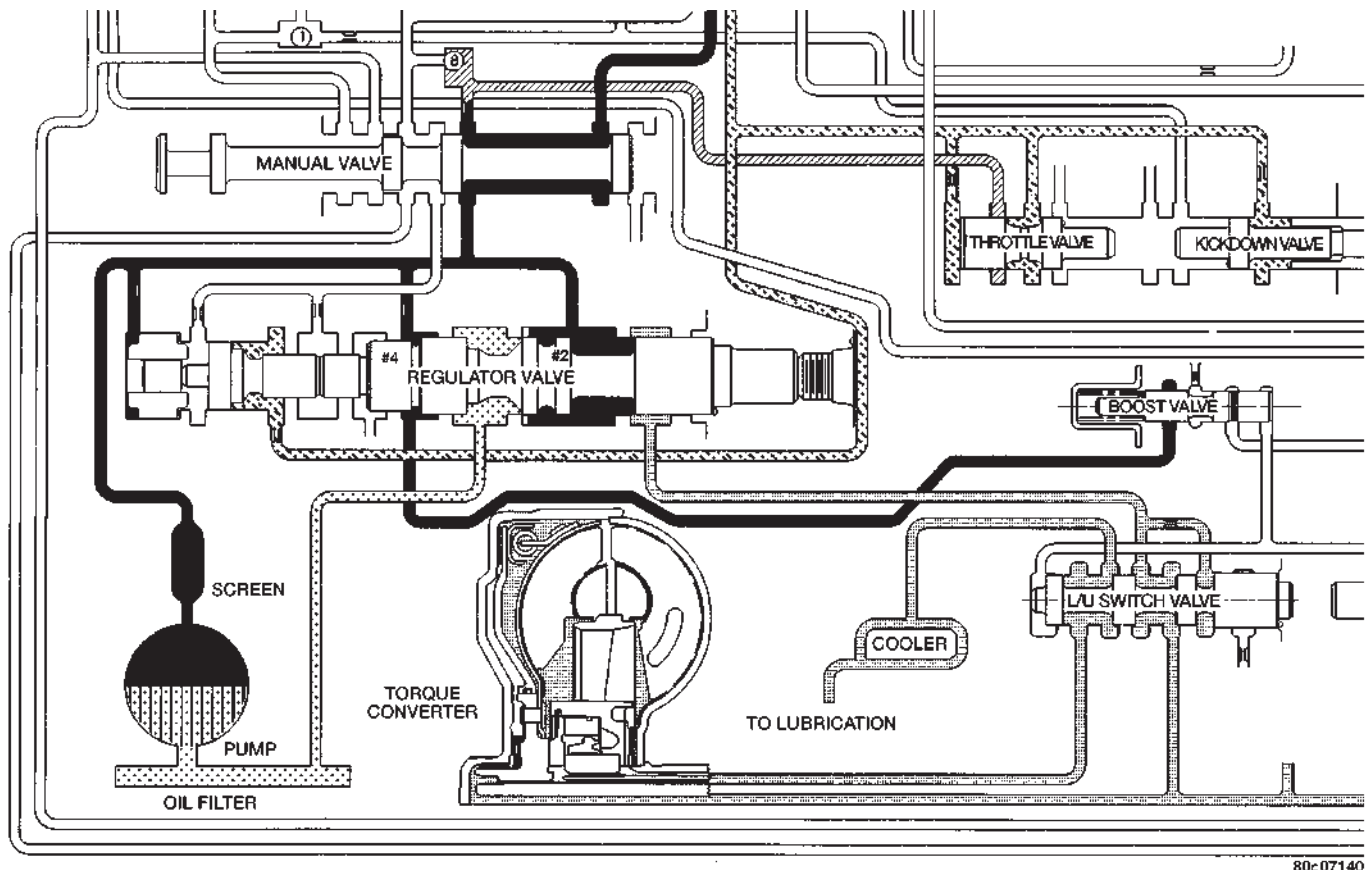 1
8
MANUAL VALVE
THROTTLE VALVE
KICKDOWN VALVE
#4
#2
REGULATOR VALVE
BOOST VALVE
SCREEN
L/U SWITCH VALVE
COOLER
TORQUE
CONVERTER
TO LUBRICATION
PUMP
OIL FILTER
80c07140